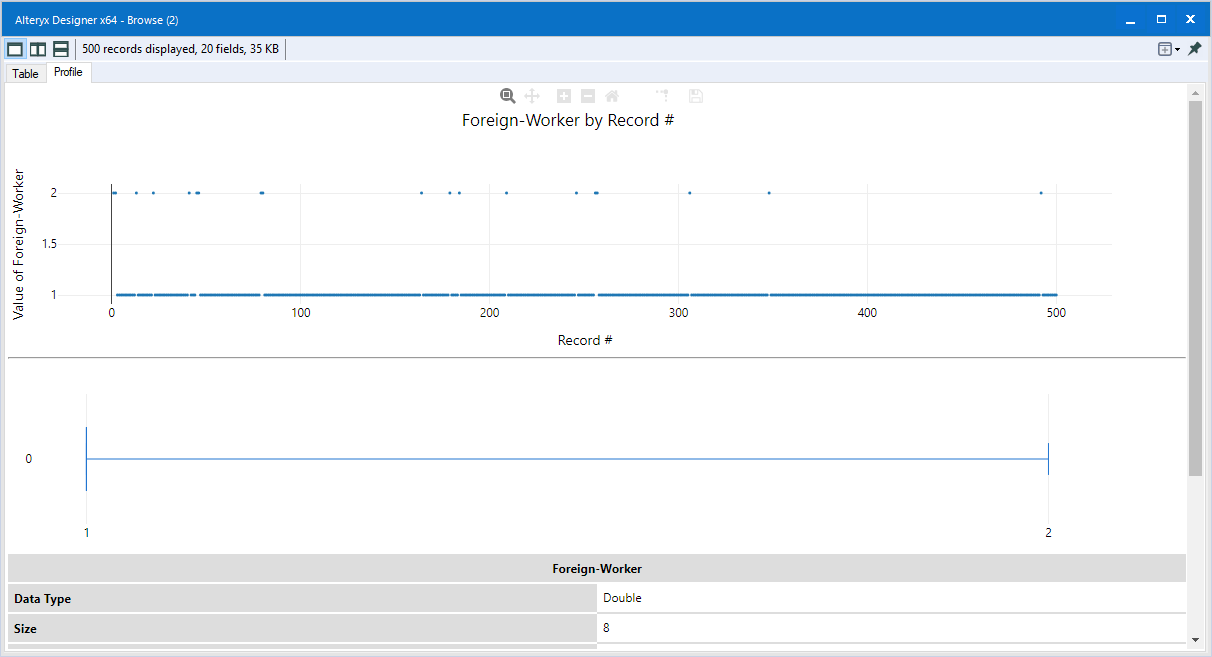 Alteryx Designer x64 - Browse (2)
500 records displayed, 20 fields, 35 KB
Table Profile
Foreign-Worker by Record #
Value of Foreign-Worker
2
1.5
1
0 100 200 300 400 500
Record #
0
1 2
Foreign-Worker
Data Type Double
Size 8